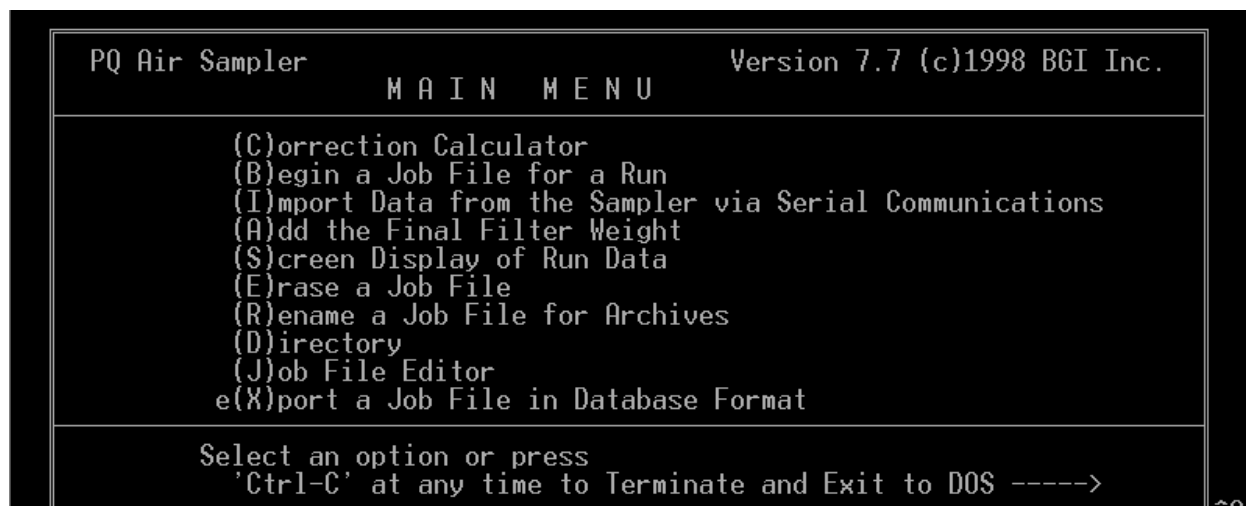 PQ Air Sampler Version 7.7 (c)1998 BGI Inc.
M A I N M E N U
(C)orrection Calculator
(B)egin a Job File for a Run
(I)mport Data from the Sampler via Serial Communications
(A)dd the Final Filter Weight
(S)creen Display of Run Data
(E)rase a Job File
(R)ename a Job File for Archives
(D)irectory
(J)ob File Editor
e(X)port a Job File in Database Format
Select an option or press
'Ctrl-C' at any time to Terminate and Exit to DOS ----->